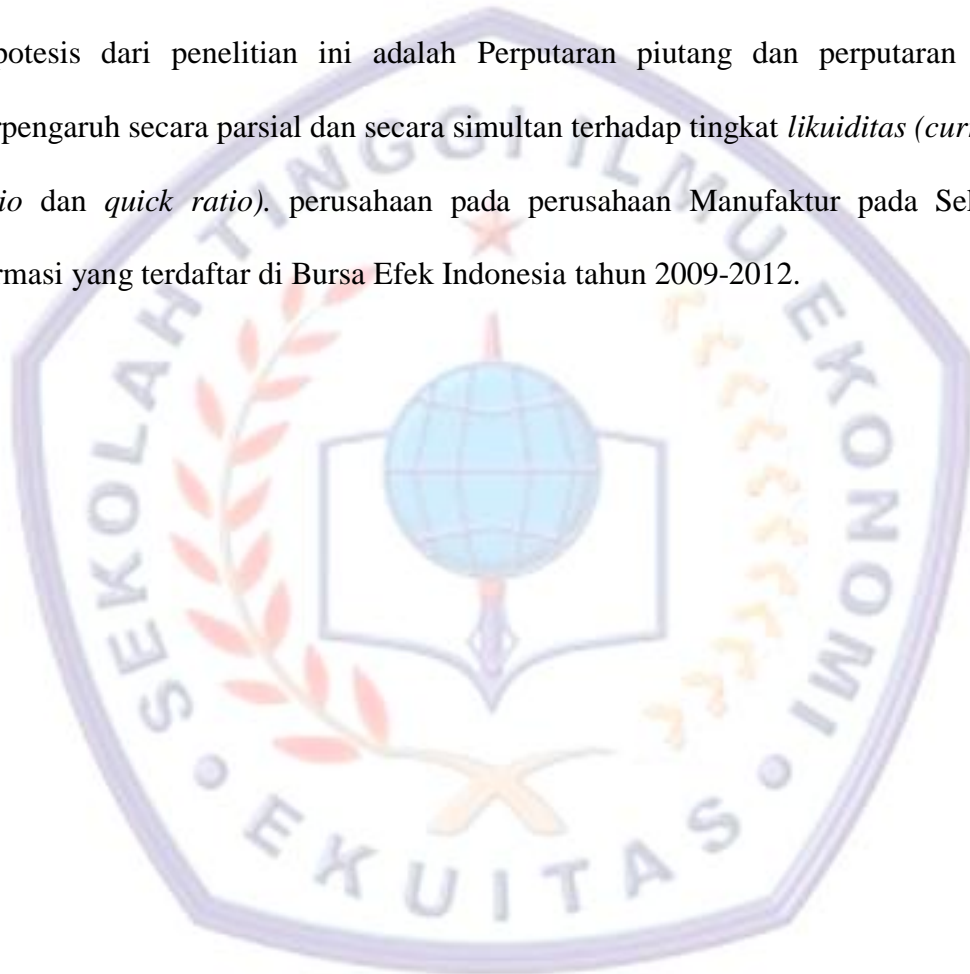 potesis dari penelitian ini adalah Perputaran piutang dan perputaran
rpengaruh secara parsial dan secara simultan terhadap tingkat likuiditas (cur
io dan quick ratio). perusahaan pada perusahaan Manufaktur pada Se
rmasi yang terdaftar di Bursa Efek Indonesia tahun 2009-2012.
SEKOLAH TINGGI ILMU EKONOMI
• EKUITAS •